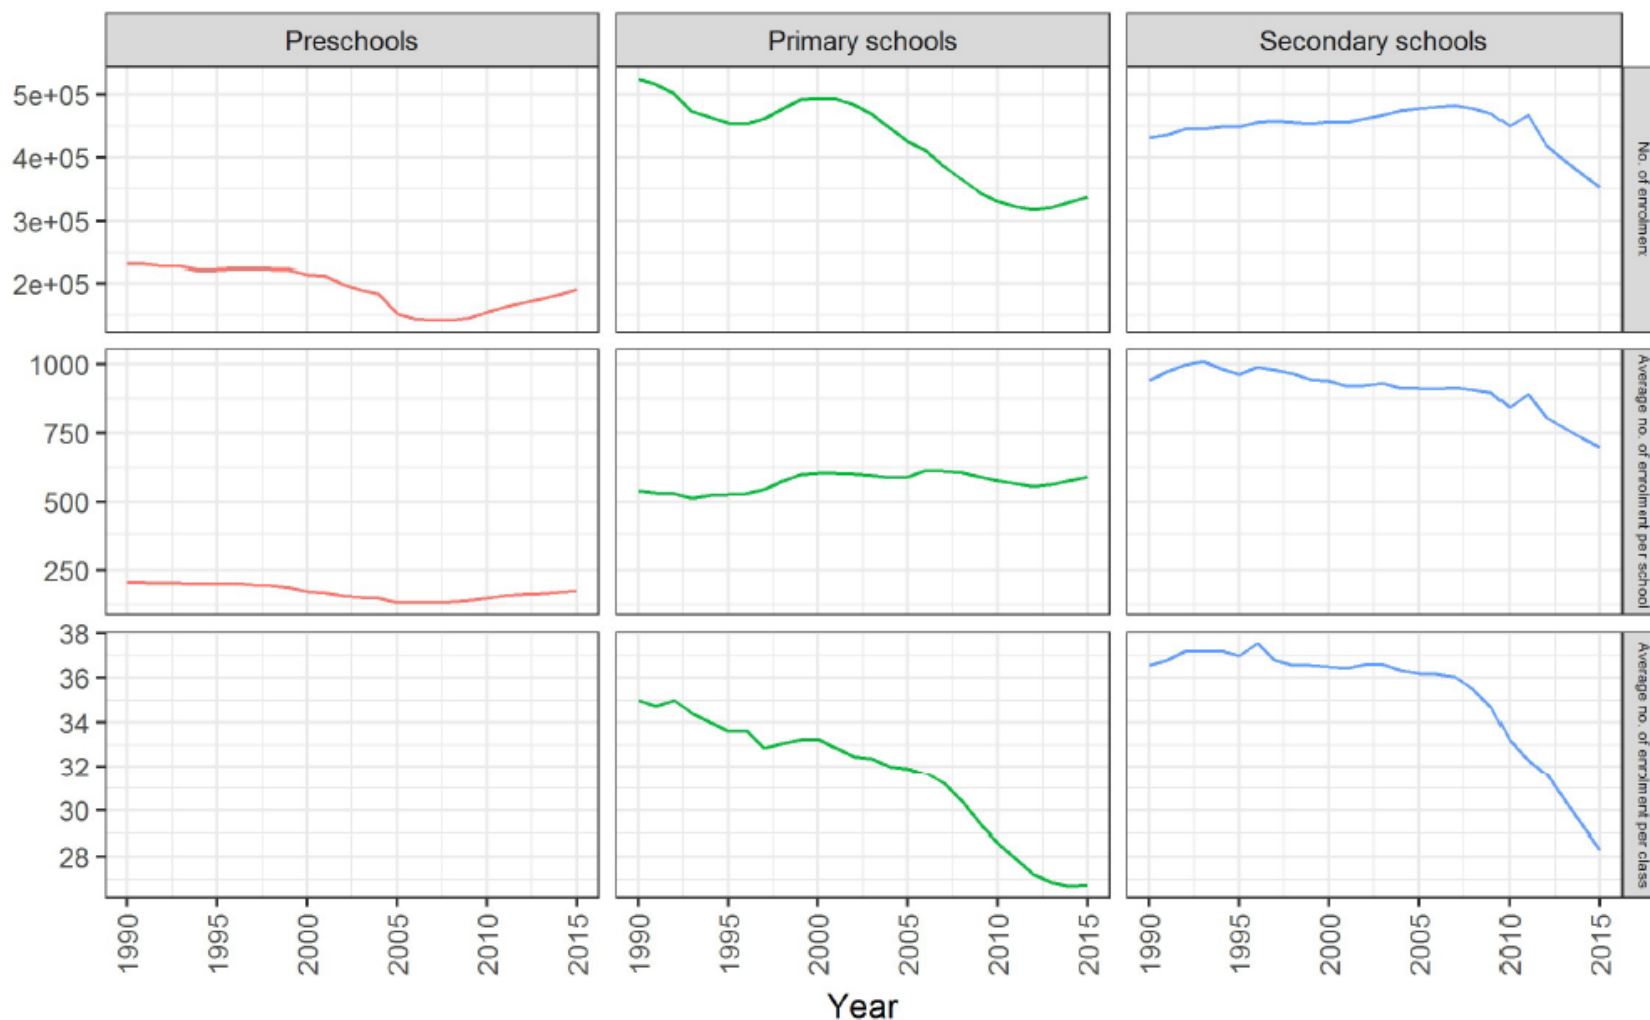 Preschools
Primary schools
Secondary schools
5e+05
4e+05
3e+05
2e+05
No. of enrolment
1000
750
500
250
Average no. of enrolment per school
38
36
34
32
30
28
Average no. of enrolment per class
1990
1995
2000
2005
2010
2015
1990
1995
2000
2005
2010
2015
1990
1995
2000
2005
2010
2015
Year